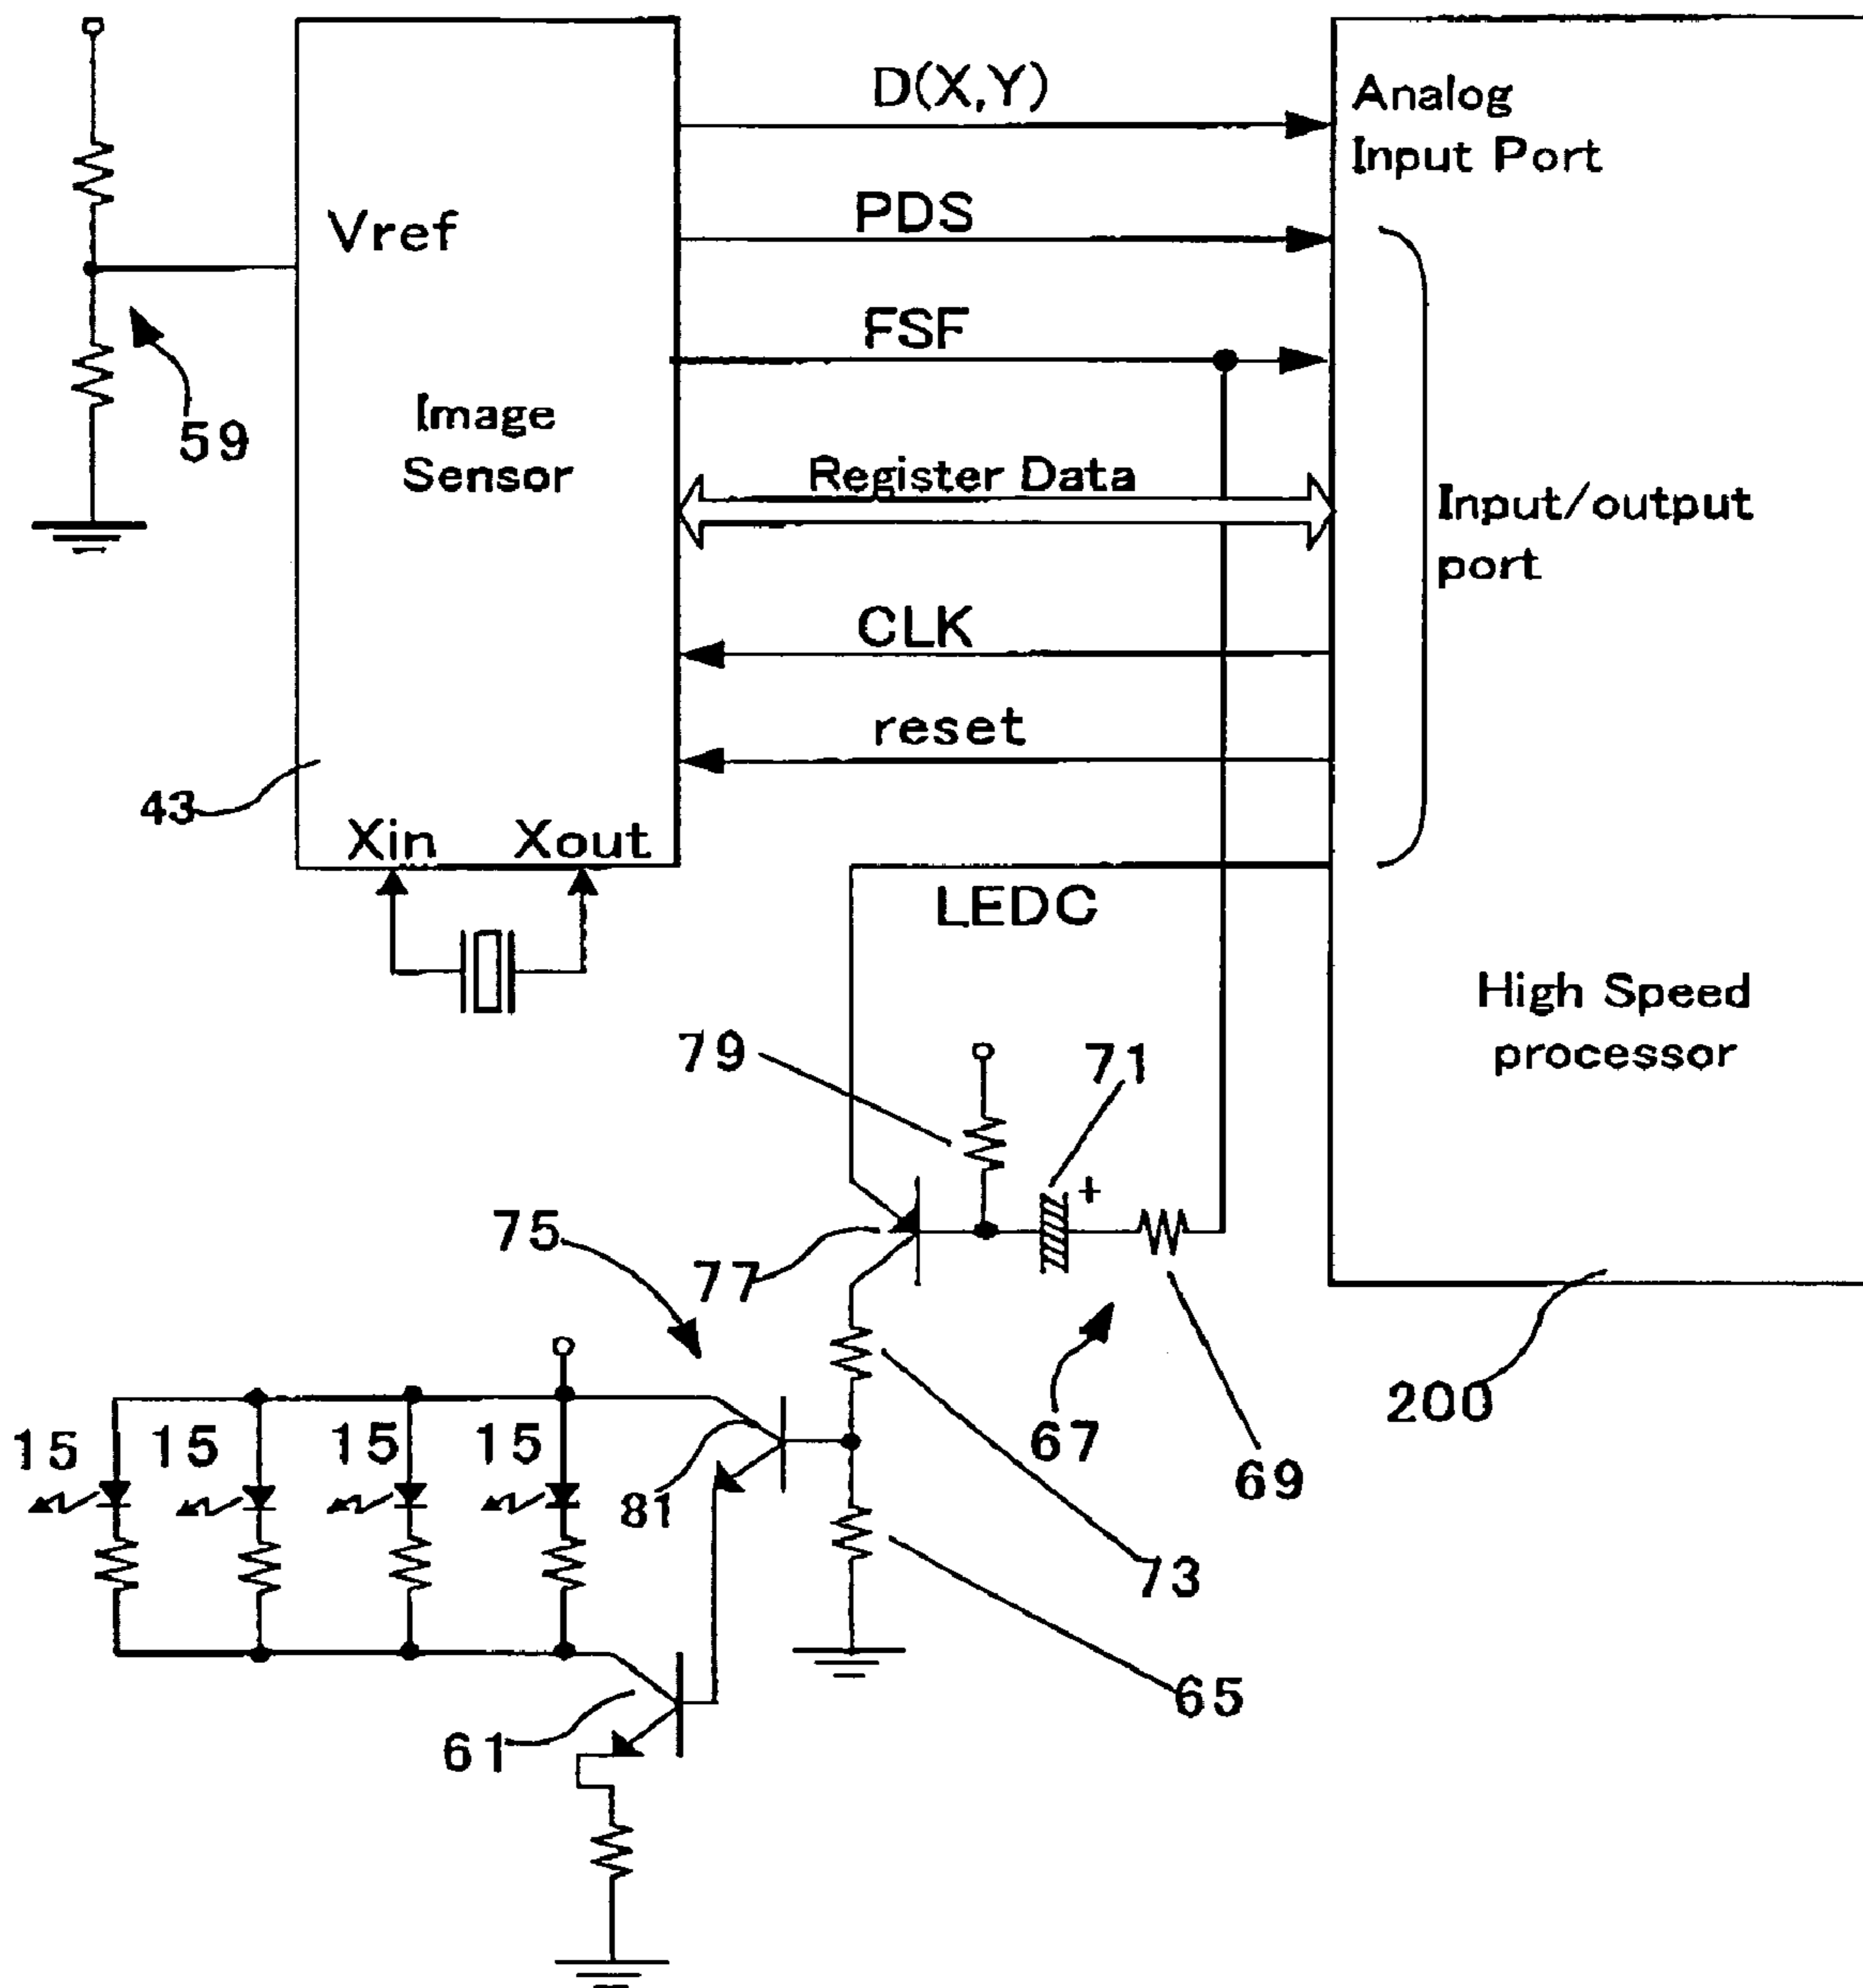 D(X,Y)
Analog
Input Port
Vref
PDS
FSF
59
Image
Sensor
Register Data
Input/output
port
CLK
reset
43
Xin Xout
LEDC
High Speed
processor
79
71
+
75
77
200
67
69
15 15 15 15
81
73
65
61